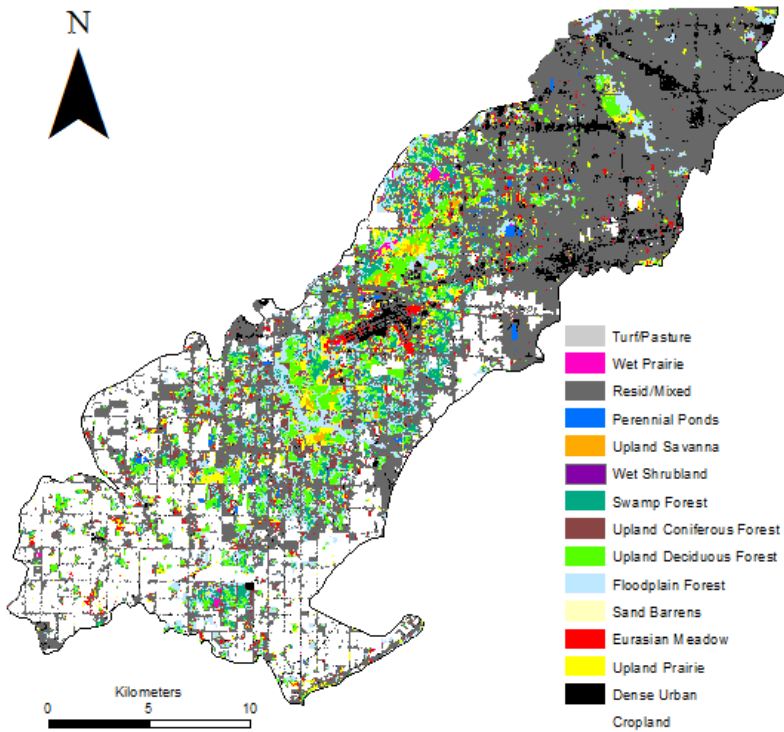 N
Turf/Pasture
Wet Prairie
Resid/Mixed
Perennial Ponds
Upland Savanna
Wet Shrubland
Swamp Forest
Upland Coniferous Forest
Upland Deciduous Forest
Floodplain Forest
Sand Barrens
Eurasian Meadow
Upland Prairie
Dense Urban
Cropland
Kilometers
0 5 10